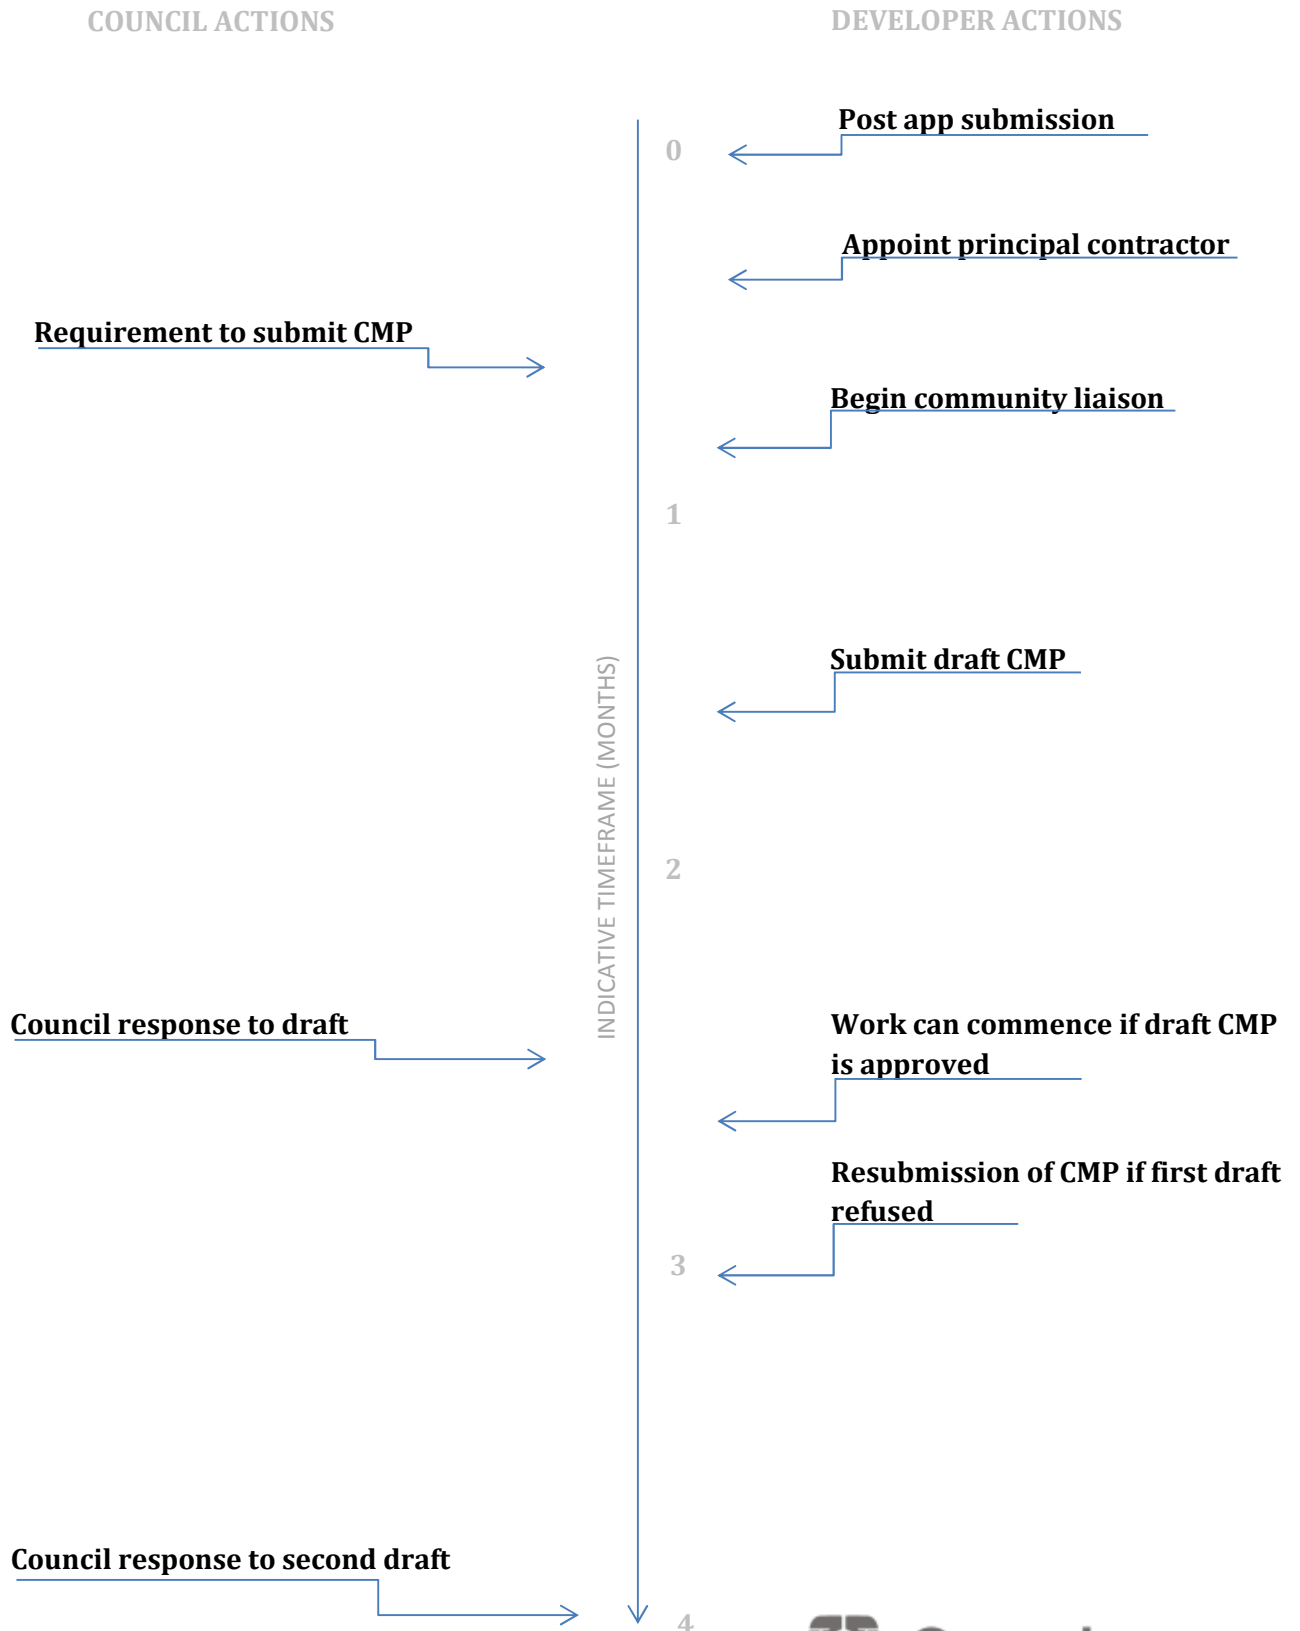 COUNCIL ACTIONS
DEVELOPER ACTIONS
Post app submission
0
Appoint principal contractor
Requirement to submit CMP
Begin community liaison
1
Submit draft CMP
INDICATIVE TIMEFRAME (MONTHS)
2
Council response to draft
Work can commence if draft CMP
is approved
Resubmission of CMP if first draft
refused
3
Council response to second draft
4